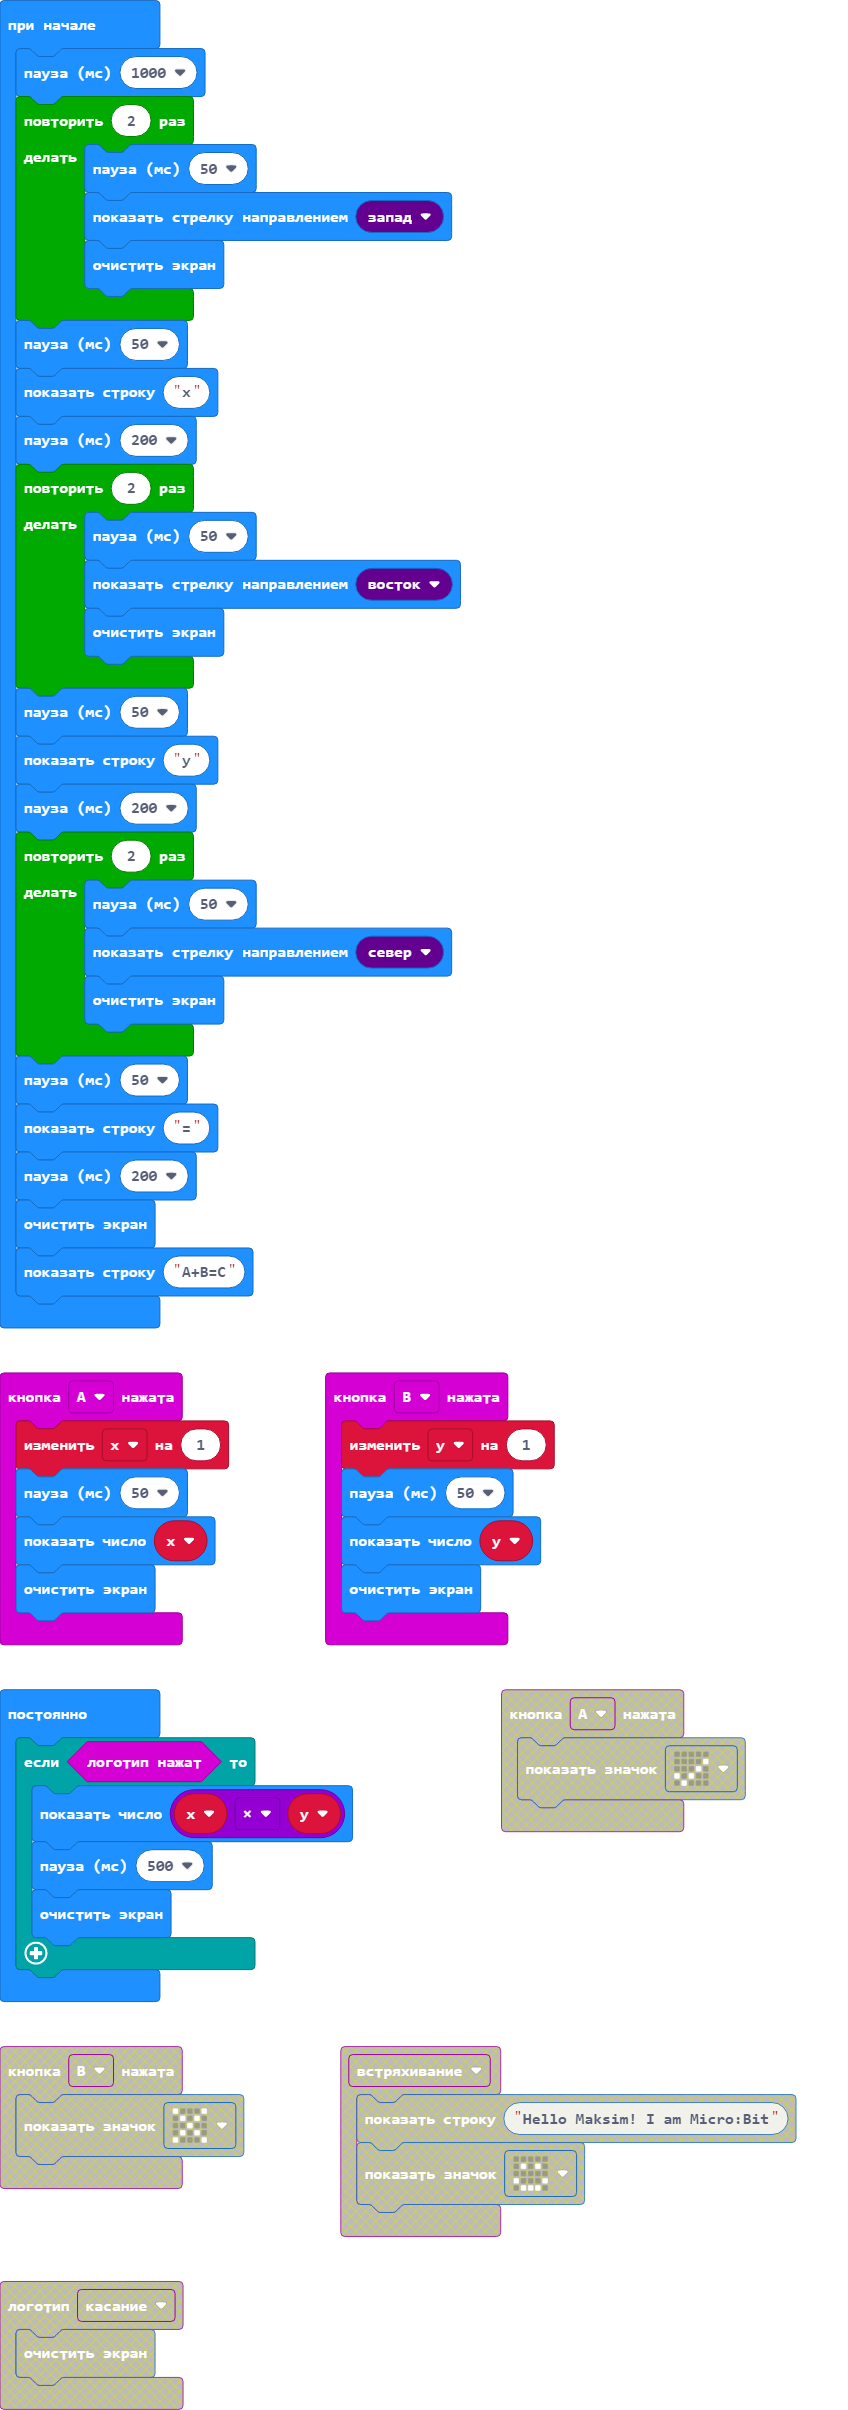 при начале
пауза (мс) 1000
повторить 2 раз
делать
пауза (мс) 50
показать стрелку направлением запад
очистить экран
пауза (мс) 50
показать строку "x"
пауза (мс) 200
повторить 2 раз
делать
пауза (мс) 50
показать стрелку направлением восток
очистить экран
пауза (мс) 50
показать строку "y"
пауза (мс) 200
повторить 2 раз
делать
пауза (мс) 50
показать стрелку направлением север
очистить экран
пауза (мс) 50
показать строку "="
пауза (мс) 200
очистить экран
показать строку "A+B=C"
кнопка A нажата
изменить x на 1
пауза (мс) 50
показать число x
очистить экран
кнопка B нажата
изменить y на 1
пауза (мс) 50
показать число y
очистить экран
постоянно
если логотип нажат то
показать число x × y
пауза (мс) 500
очистить экран
кнопка A нажата
показать значок
кнопка B нажата
показать значок
встряхивание
показать строку "Hello Maksim! I am Micro:Bit"
показать значок
логотип касание
очистить экран